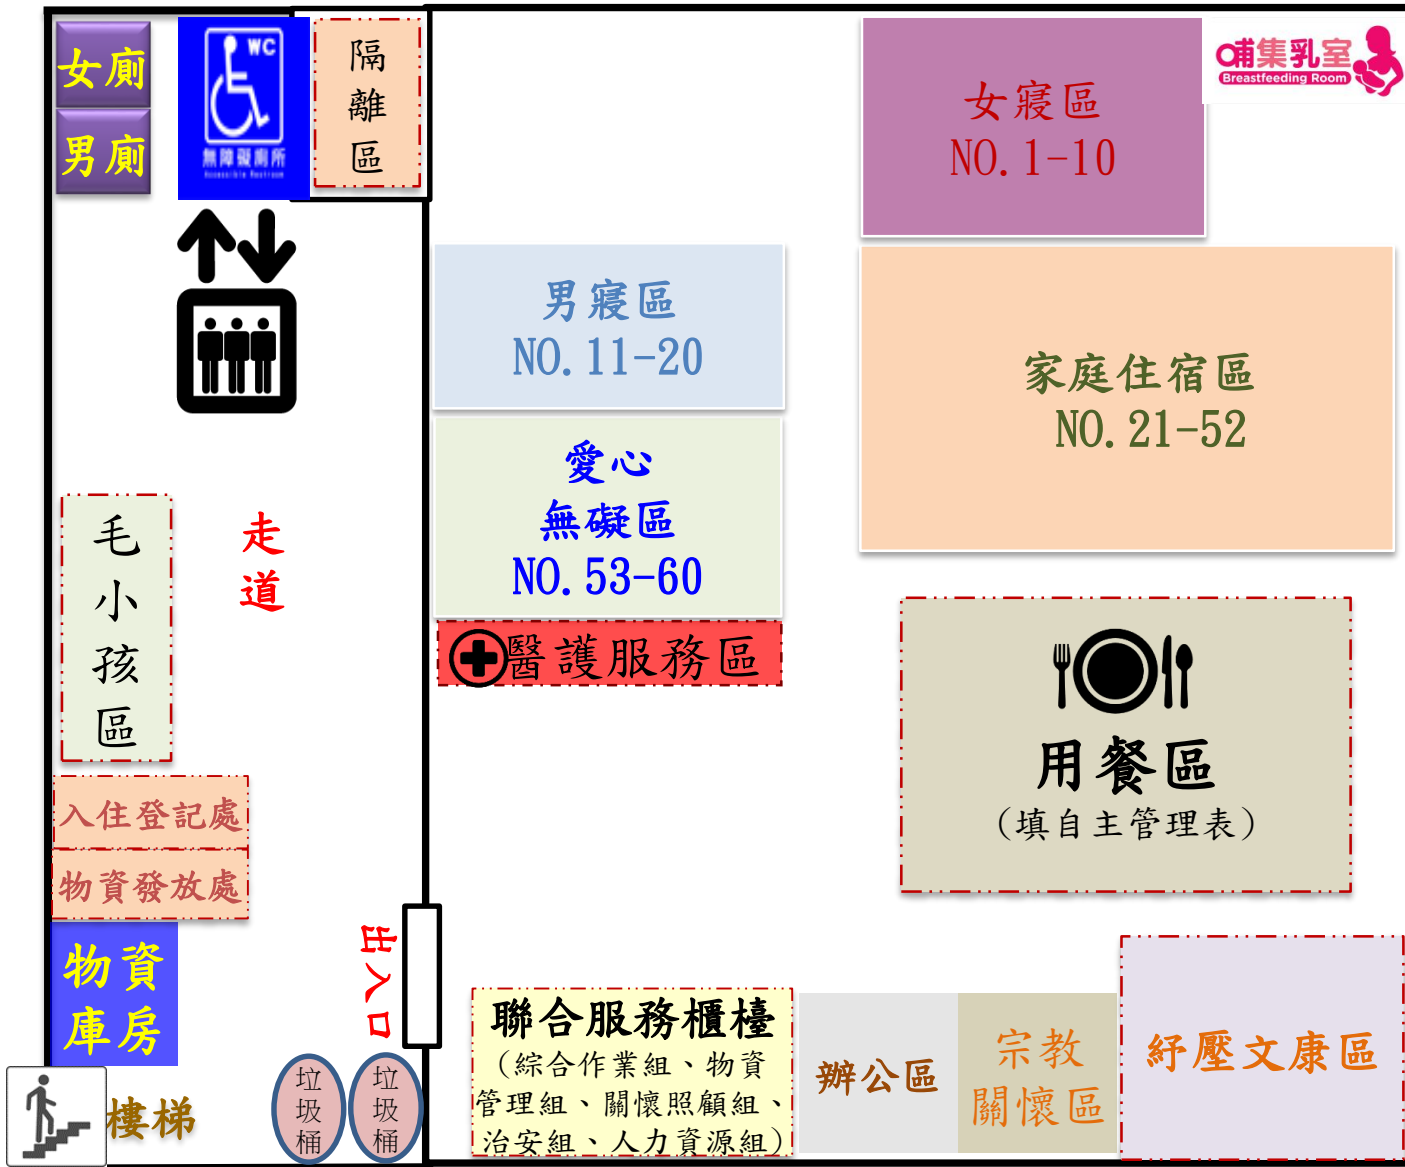 女廁
男廁
WC
無障礙廁所
Accessible Restroom
隔
離
區
女寢區
NO.1-10
哺集乳室
Breastfeeding Room
男寢區
NO.11-20
家庭住宿區
NO.21-52
愛心
無礙區
NO.53-60
醫護服務區
毛
小
孩
區
走
道
用餐區
(填自主管理表)
入住登記處
物資發放處
物資
庫房
出入口
聯合服務櫃檯
(綜合作業組、物資
管理組、關懷照顧組、
治安組、人力資源組)
辦公區
宗教
關懷區
紓壓文康區
樓梯
垃
圾
桶
垃
圾
桶